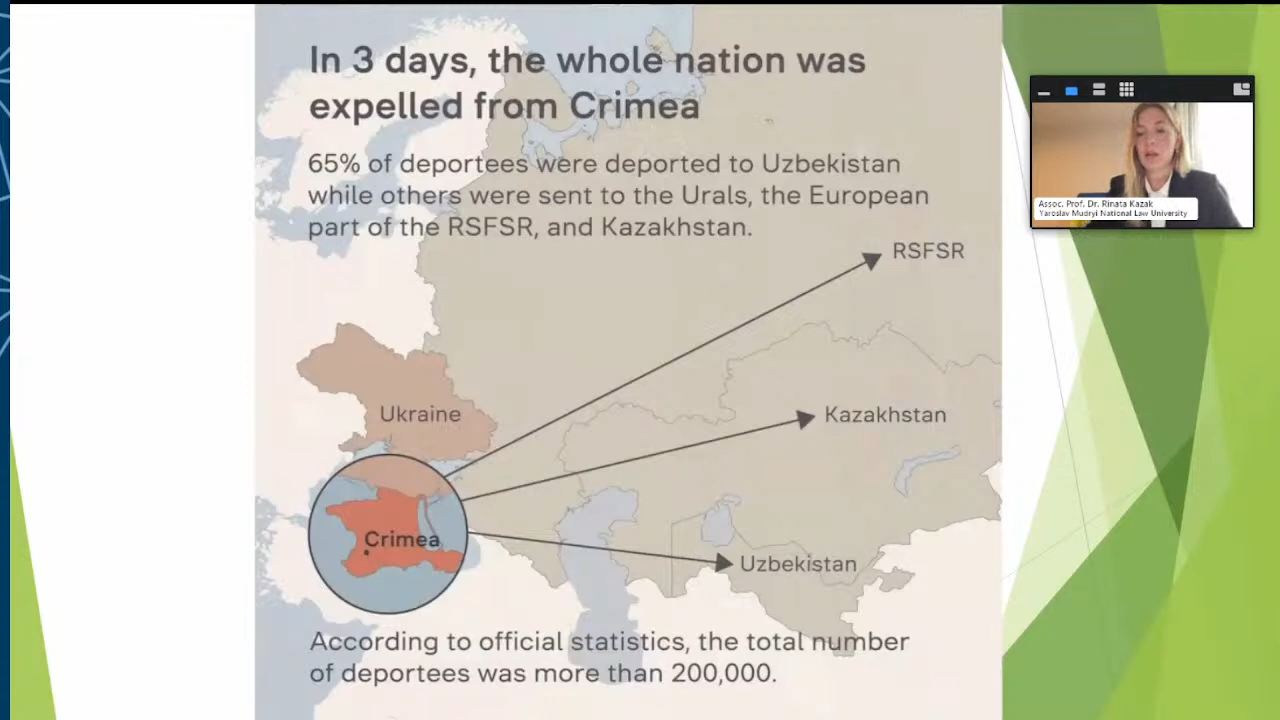 In 3 days, the whole nation was
expelled from Crimea
65% of deportees were deported to Uzbekistan
while others were sent to the Urals, the European
part of the RSFSR, and Kazakhstan.
RSFSR
Ukraine
Kazakhstan
Crimea
Uzbekistan
According to official statistics, the total number
of deportees was more than 200,000.
Assoc. Prof. Dr. Rinata Kazak
Yaroslav Mudryi National Law University